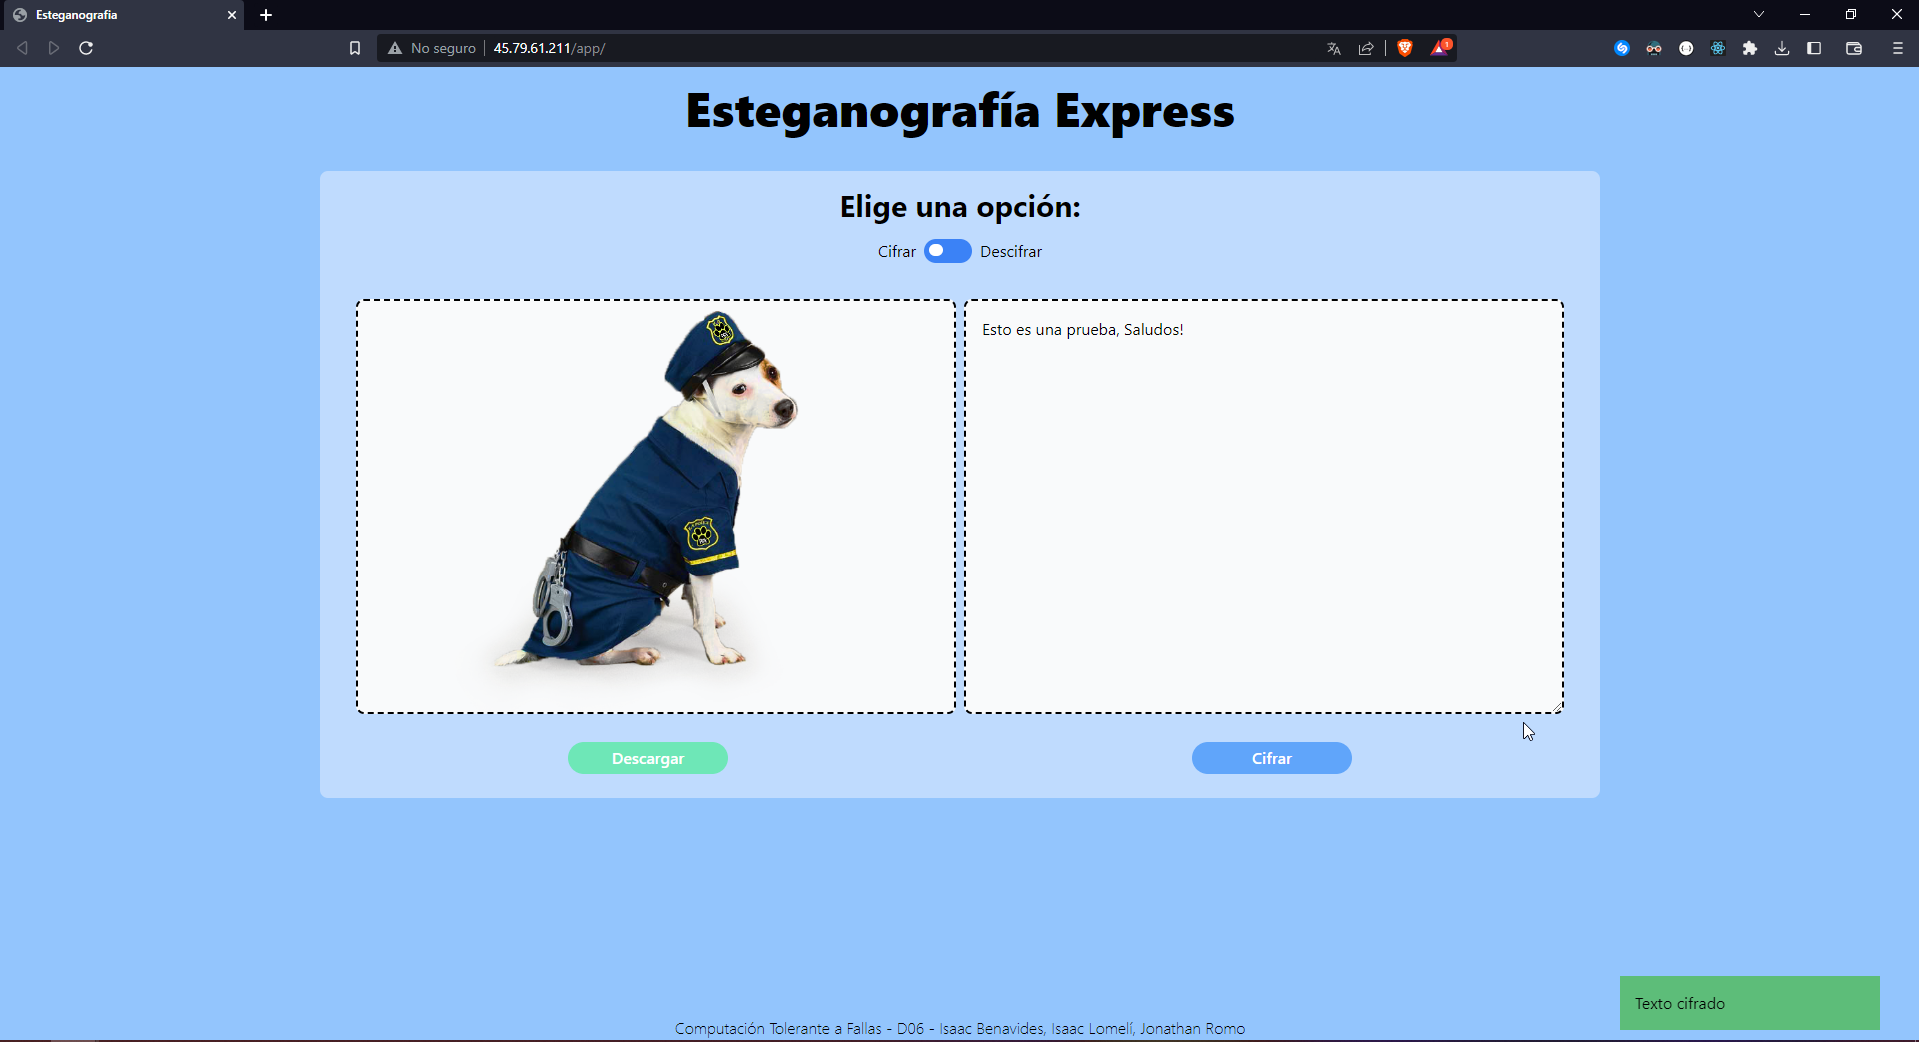 Esteganografia
No seguro
45.79.61.211/app/
1
Esteganografía Express
Elige una opción:
Cifrar
Descifrar
Esto es una prueba, Saludos!
Descargar
Cifrar
Texto cifrado
Computación Tolerante a Fallas - D06 - Isaac Benavides, Isaac Lomelí, Jonathan Romo